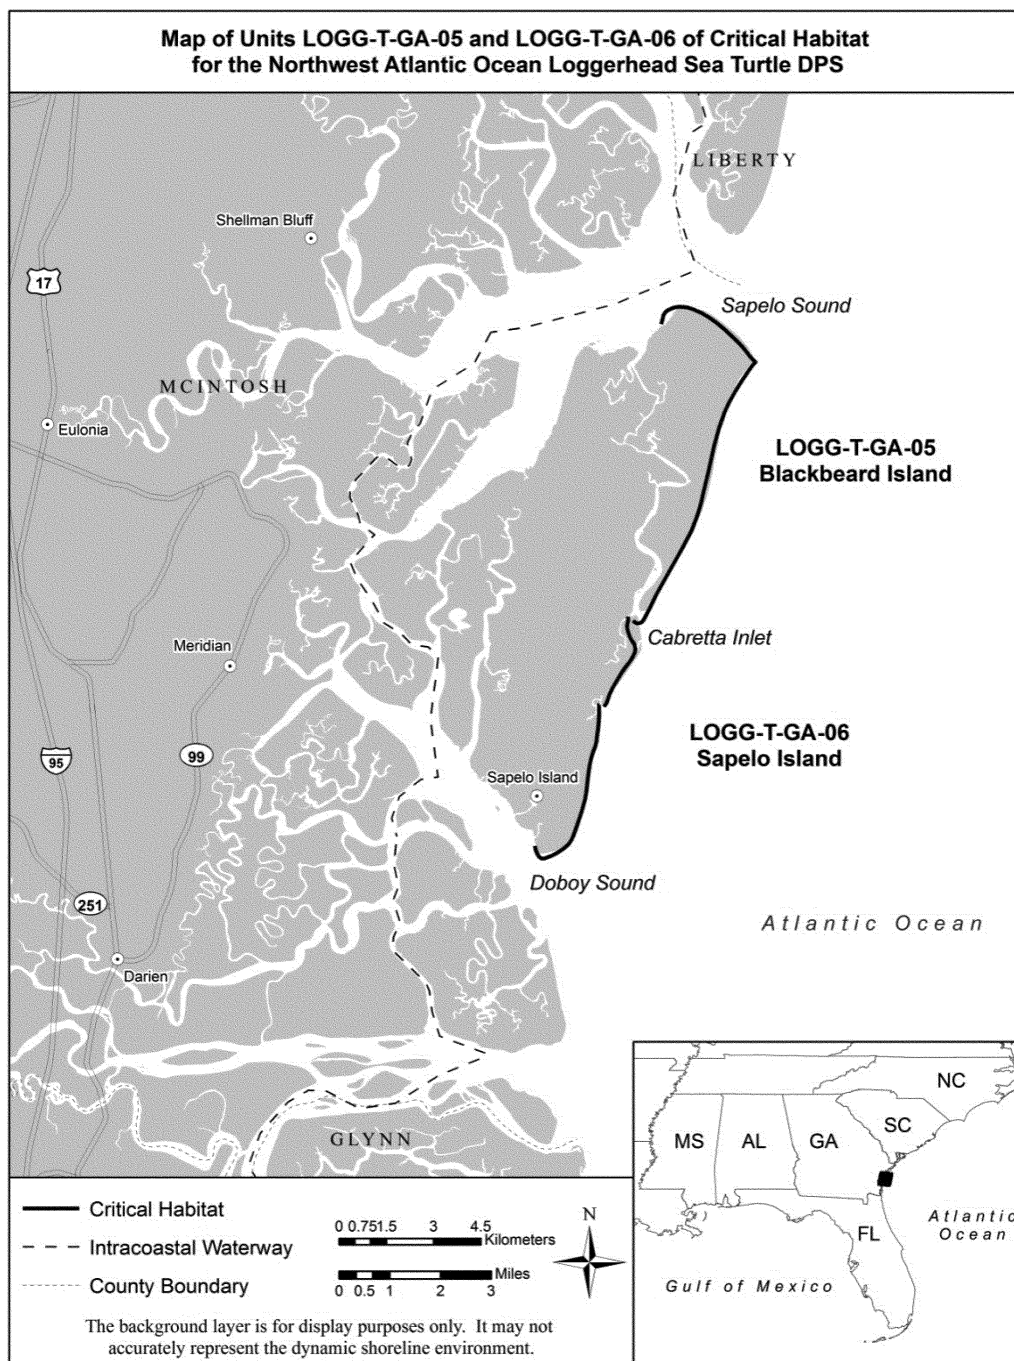 Map of Units LOGG-T-GA-05 and LOGG-T-GA-06 of Critical Habitat
for the Northwest Atlantic Ocean Loggerhead Sea Turtle DPS
LIBERTY
Shellman Bluff
17
Sapelo Sound
MCINTOSH
Eulonia
LOGG-T-GA-05
Blackbeard Island
Meridian
Cabretta Inlet
LOGG-T-GA-06
Sapelo Island
95
99
Sapelo Island
Doboy Sound
251
Atlantic Ocean
Darien
GLYNN
NC
SC
MS
AL
GA
FL
Atlantic
Ocean
Gulf of Mexico
Critical Habitat
Intracoastal Waterway
County Boundary
0 0.75 1.5 3 4.5
Kilometers
Miles
0 0.5 1 2 3
N
The background layer is for display purposes only. It may not
accurately represent the dynamic shoreline environment.